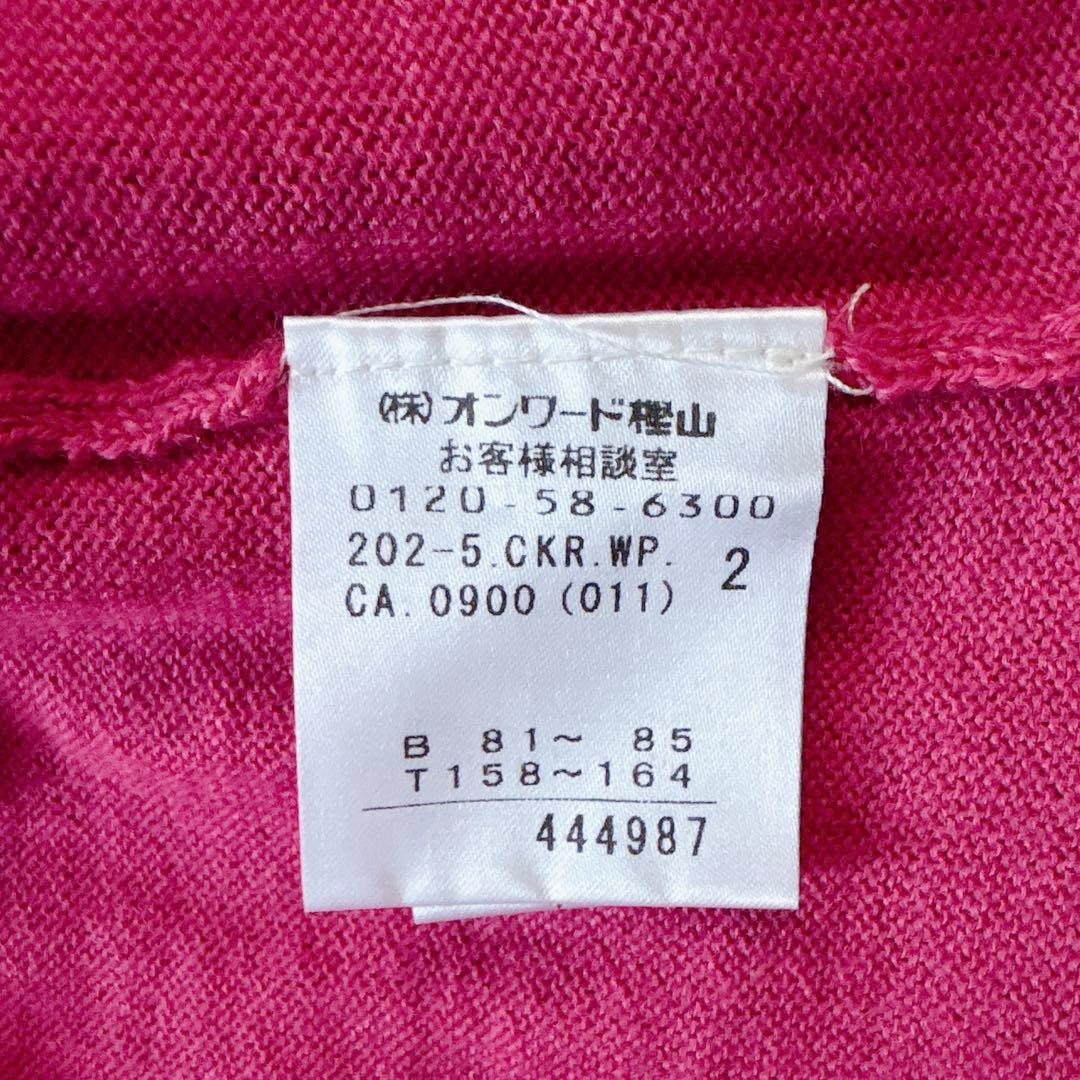 (株)オンワード樫山
お客様相談室
0120-58-6300
202-5.CKR.WP. 2
CA.0900(011)
B 81~ 85
T158~164
444987